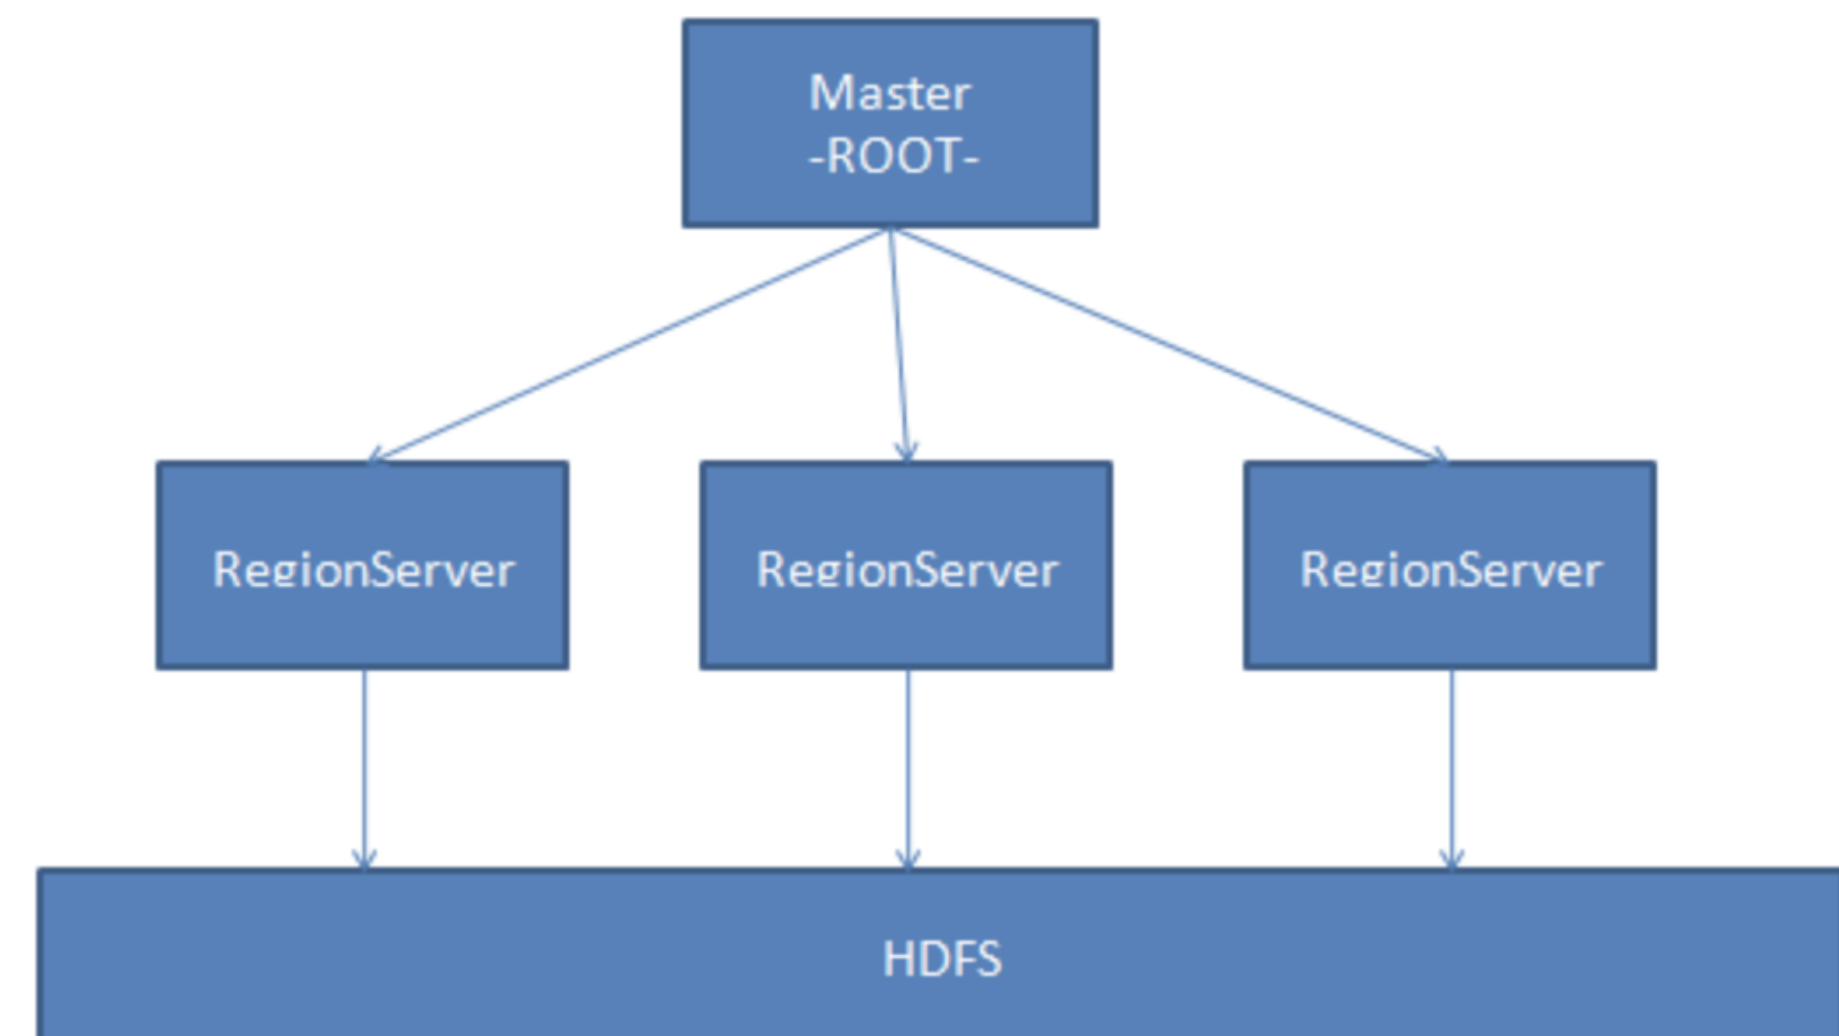 Master
-ROOT-
RegionServer
RegionServer
RegionServer
HDFS